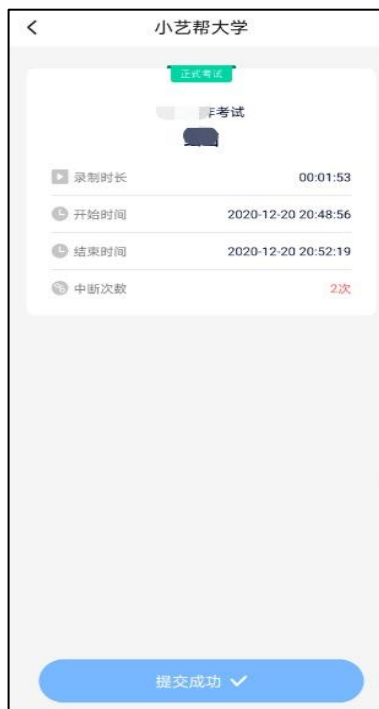 小艺帮大学
正式考试
考试
录制时长 00:01:53
开始时间 2020-12-20 20:48:56
结束时间 2020-12-20 20:52:19
中断次数 2次
提交成功